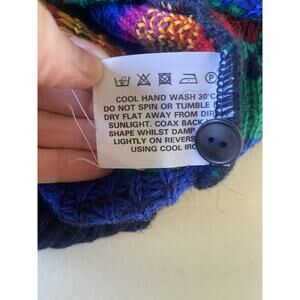 P
COOL HAND WASH 30°C
DO NOT SPIN OR TUMBLE D
DRY FLAT AWAY FROM DIR
SUNLIGHT. COAX BACK
SHAPE WHILST DAMP
LIGHTLY ON REVERS
USING COOL IRO